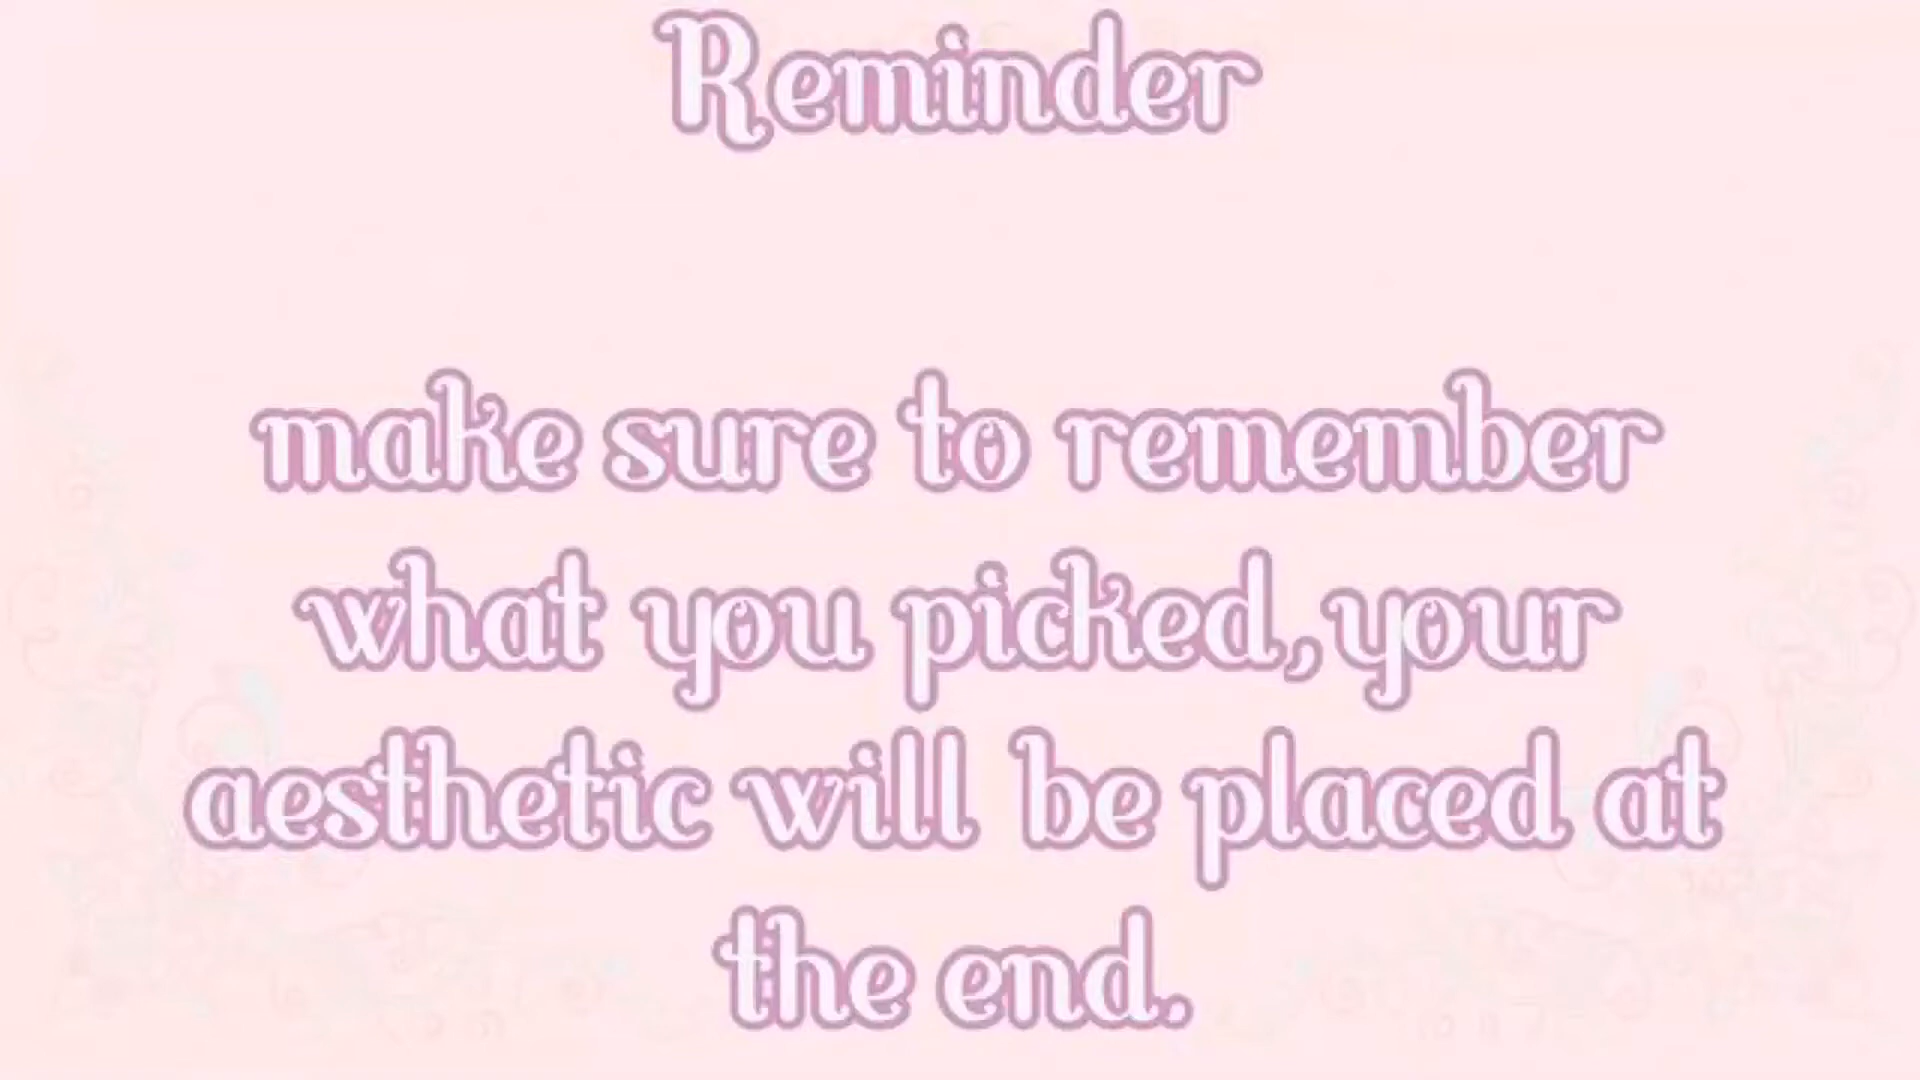 Reminder
make sure to remember
what you picked,your
aesthetic will be placed at
the end.